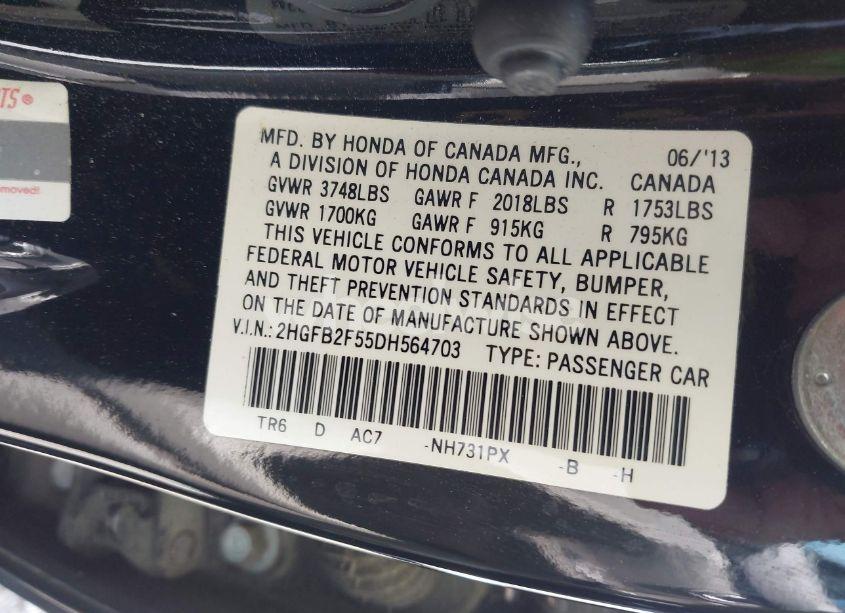 TS®
emoved!
MFD. BY HONDA OF CANADA MFG., 06/'13
A DIVISION OF HONDA CANADA INC. CANADA
GVWR 3748LBS GAWR F 2018LBS R 1753LBS
GVWR 1700KG GAWR F 915KG R 795KG
THIS VEHICLE CONFORMS TO ALL APPLICABLE
FEDERAL MOTOR VEHICLE SAFETY, BUMPER,
AND THEFT PREVENTION STANDARDS IN EFFECT
ON THE DATE OF MANUFACTURE SHOWN ABOVE.
V.I.N.: 2HGFB2F55DH564703 TYPE: PASSENGER CAR
TR6 D AC7 -NH731PX -B -H